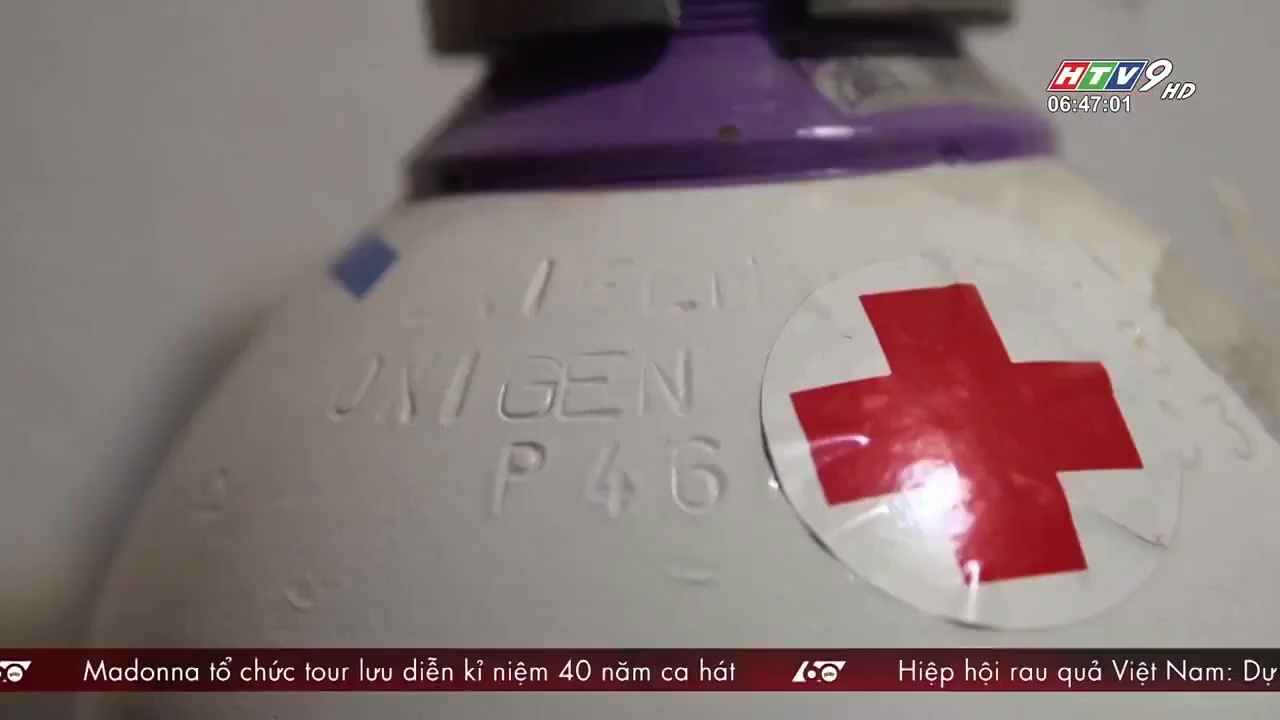 HTV9 HD
06:47:01
OXIGEN
P46
Madonna tổ chức tour lưu diễn kỉ niệm 40 năm ca hát
Hiệp hội rau quả Việt Nam: Dự